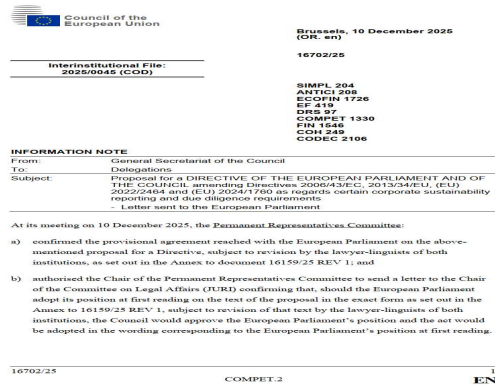 Council of the
European Union
Brussels, 10 December 2025
(OR. en)
16702/25
Interinstitutional File:
2025/0045 (COD)
SIMPL 204
ANTICI 208
ECOFIN 1726
EF 419
DRS 97
COMPET 1330
FIN 1546
COH 249
CODEC 2106
INFORMATION NOTE
From: General Secretariat of the Council
To: Delegations
Subject: Proposal for a DIRECTIVE OF THE EUROPEAN PARLIAMENT AND OF
THE COUNCIL amending Directives 2006/43/EC, 2013/34/EU, (EU)
2022/2464 and (EU) 2024/1760 as regards certain corporate sustainability
reporting and due diligence requirements
- Letter sent to the European Parliament
At its meeting on 10 December 2025, the Permanent Representatives Committee:
a) confirmed the provisional agreement reached with the European Parliament on the above-
mentioned proposal for a Directive, subject to revision by the lawyer-linguists of both
institutions, as set out in the Annex to document 16159/25 REV 1; and
b) authorised the Chair of the Permanent Representatives Committee to send a letter to the Chair
of the Committee on Legal Affairs (JURI) confirming that, should the European Parliament
adopt its position at first reading on the text of the proposal in the exact form as set out in the
Annex to 16159/25 REV 1, subject to revision of that text by the lawyer-linguists of both
institutions, the Council would approve the European Parliament's position and the act would
be adopted in the wording corresponding to the European Parliament's position at first reading.
16702/25
COMPET.2 EN